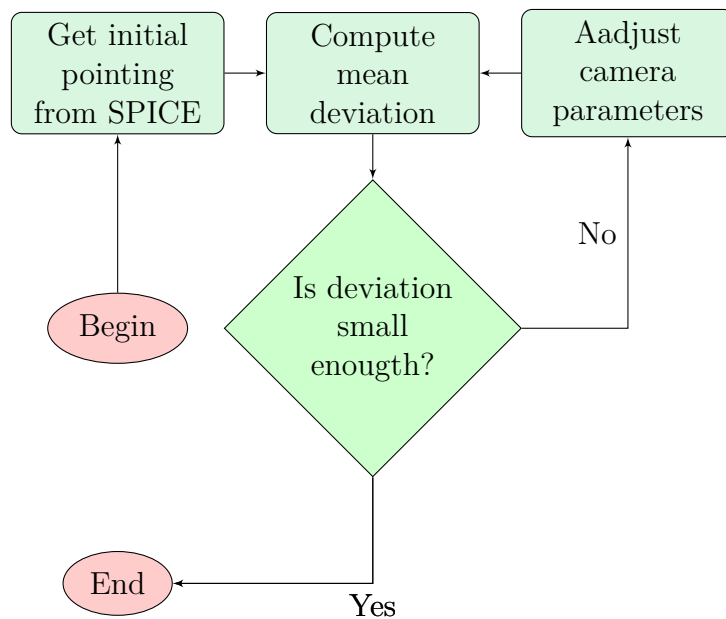 Get initial
pointing
from SPICE
Compute
mean
deviation
Aadjust
camera
parameters
No
Is deviation
small
enougth?
Begin
End
Yes